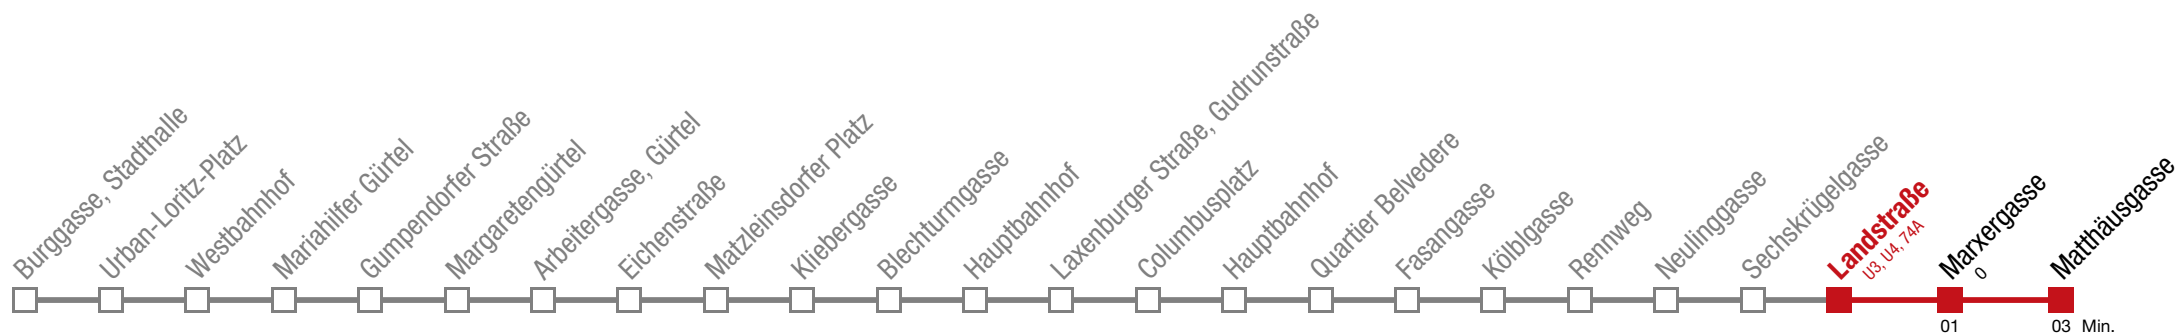 Burggasse, Stadthalle
Urban-Loritz-Platz
Westbahnhof
Mariahilfer Gürtel
Gumpendorfer Straße
Margaretengürtel
Arbeitergasse, Gürtel
Eichenstraße
Matzleinsdorfer Platz
Kliebergasse
Blechturmgasse
Hauptbahnhof
Laxenburger Straße, Gudrunstraße
Columbusplatz
Hauptbahnhof
Quartier Belvedere
Fasangasse
Kölblgasse
Rennweg
Neulinggasse
Sechskrügelgasse
Landstraße
U3, U4, 74A
Marxergasse
O
Matthäusgasse
01
03 Min.